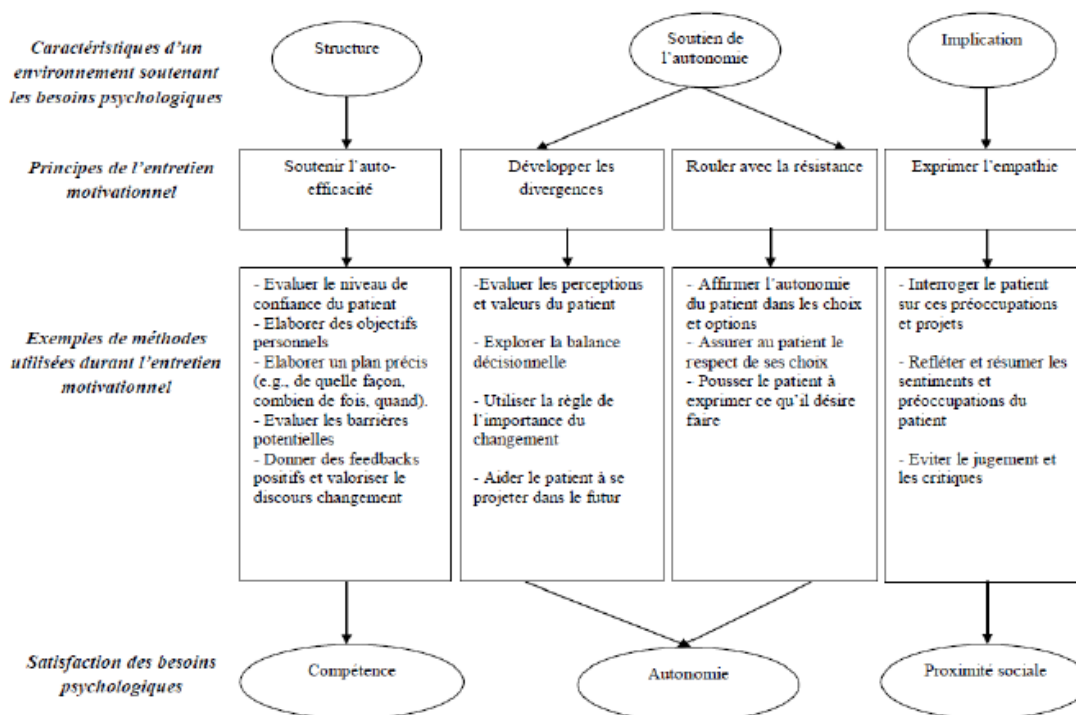 Caractéristiques d'un
environnement soutenant
les besoins psychologiques
Structure
Soutien de
l'autonomie
Implication
Principes de l'entretien
motivationnel
Soutenir l'auto-
efficacité
Développer les
divergences
Rouler avec la résistance
Exprimer l'empathie
Exemples de méthodes
utilisées durant l'entretien
motivationnel
- Evaluer le niveau de
confiance du patient
- Elaborer des objectifs
personnels
- Elaborer un plan précis
(e.g., de quelle façon,
combien de fois, quand).
- Evaluer les barrières
potentielles
- Donner des feedbacks
positifs et valoriser le
discours changement
-Evaluer les perceptions
et valeurs du patient
- Explorer la balance
décisionnelle
- Utiliser la règle de
l'importance du
changement
- Aider le patient à se
projeter dans le futur
- Affirmer l'autonomie
du patient dans les choix
et options
- Assurer au patient le
respect de ses choix
- Pousser le patient à
exprimer ce qu'il désire
faire
- Interroger le patient
sur ces préoccupations
et projets
- Refléter et résumer les
sentiments et
préoccupations du
patient
- Eviter le jugement et
les critiques
Satisfaction des besoins
psychologiques
Compétence
Autonomie
Proximité sociale